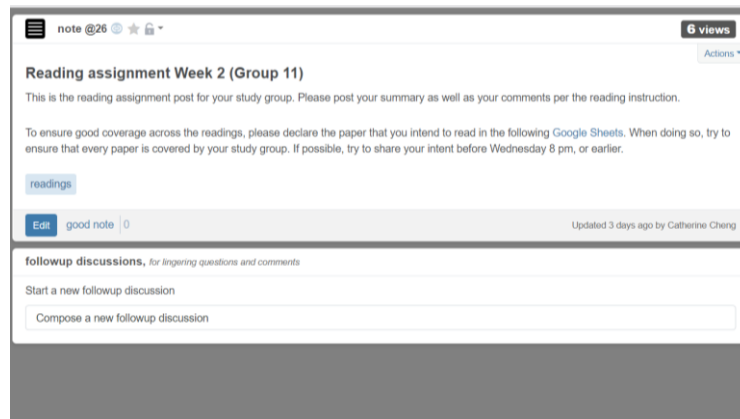 note @26
6 views
Actions
Reading assignment Week 2 (Group 11)
This is the reading assignment post for your study group. Please post your summary as well as your comments per the reading instruction.
To ensure good coverage across the readings, please declare the paper that you intend to read in the following Google Sheets. When doing so, try to
ensure that every paper is covered by your study group. If possible, try to share your intent before Wednesday 8 pm, or earlier.
readings
Edit good note 0
Updated 3 days ago by Catherine Cheng
followup discussions, for lingering questions and comments
Start a new followup discussion
Compose a new followup discussion